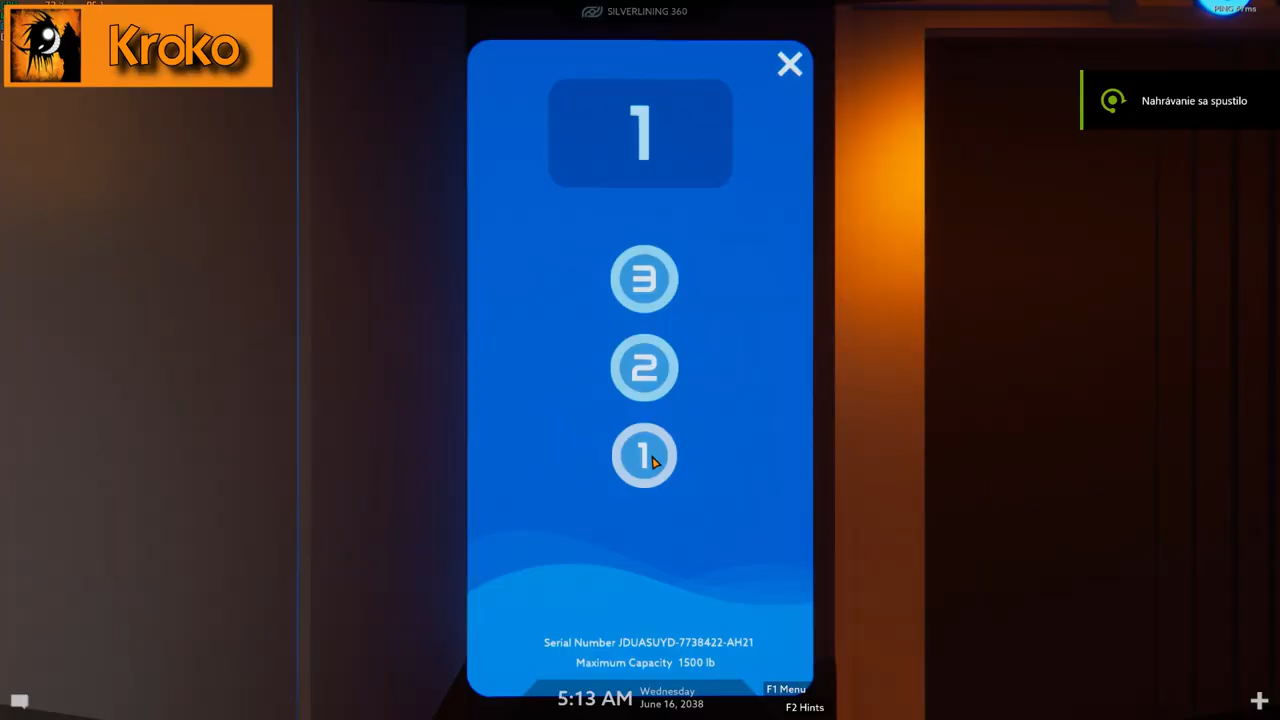 SILVERLINING 360
Kroko
Nahrávanie sa spustilo
1
3
2
1
Serial Number JDUASUYD-7738422-AH21
Maximum Capacity 1500 lb
5:13 AM
Wednesday
June 16, 2038
F1 Menu
F2 Hints